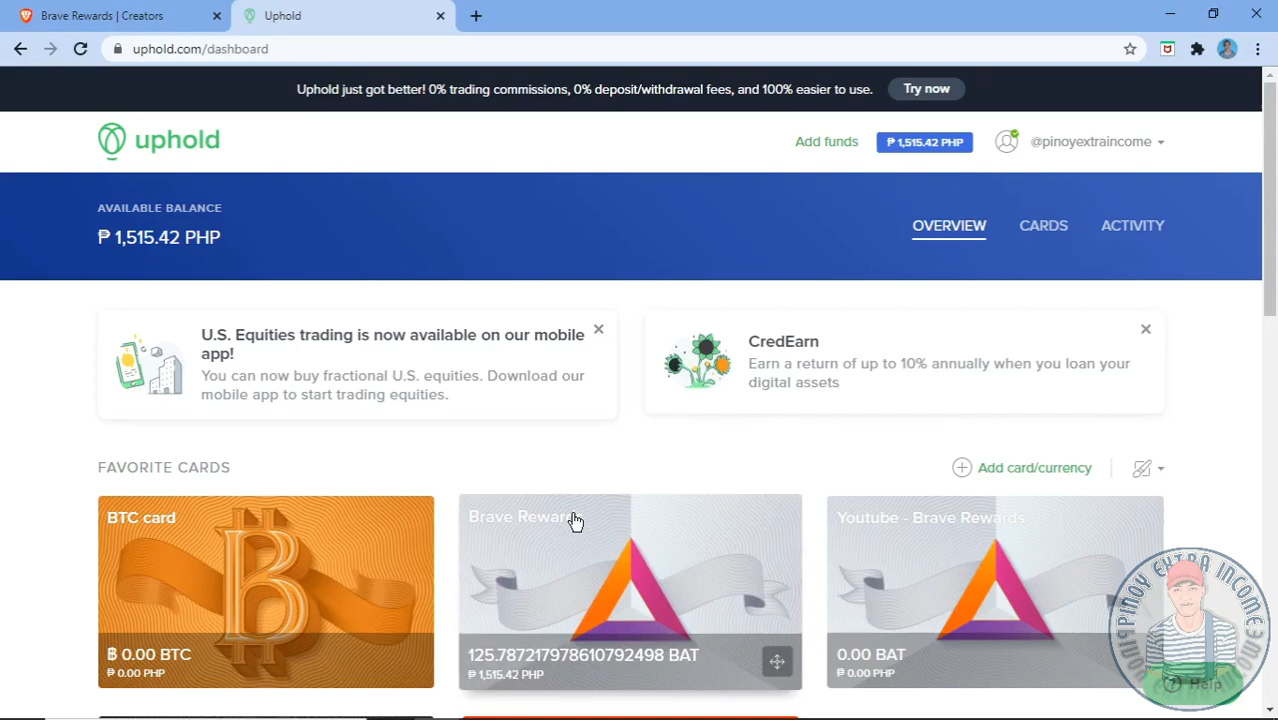 Brave Rewards | Creators
Uphold
uphold.com/dashboard
Uphold just got better! 0% trading commissions, 0% deposit/withdrawal fees, and 100% easier to use.
Try now
uphold
Add funds
₱ 1,515.42 PHP
@pinoyextraincome
AVAILABLE BALANCE
₱ 1,515.42 PHP
OVERVIEW
CARDS
ACTIVITY
U.S. Equities trading is now available on our mobile
app!
You can now buy fractional U.S. equities. Download our
mobile app to start trading equities.
CredEarn
Earn a return of up to 10% annually when you loan your
digital assets
FAVORITE CARDS
Add card/currency
BTC card
Brave Rewards
Youtube - Brave Rewards
₿ 0.00 BTC
₱ 0.00 PHP
125.787217978610792498 BAT
₱ 1,515.42 PHP
0.00 BAT
₱ 0.00 PHP
PINOY EXTRA INCOME
Help